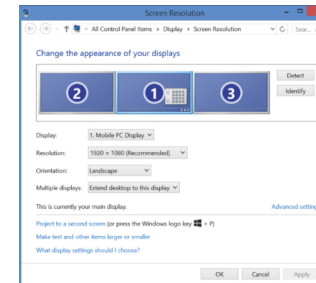 Screen Resolution
All Control Panel Items Display Screen Resolution
Change the appearance of your displays
2
1
3
Detect
Identify
Display: 1. Mobile PC Display
Resolution: 1920 × 1080 (Recommended)
Orientation: Landscape
Multiple displays: Extend desktop to this display
This is currently your main display.
Advanced setting
Project to a second screen (or press the Windows logo key + P)
Make text and other items larger or smaller
What display settings should I choose?
OK Cancel Apply